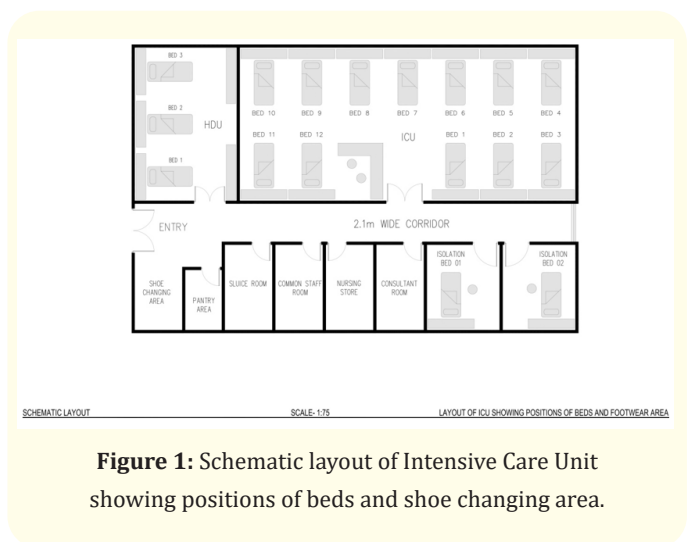 BED 3
BED 2
HDU
BED 1
BED 10 BED 9 BED 8 BED 7 BED 6 BED 5 BED 4
BED 11 BED 12 ICU BED 1 BED 2 BED 3
ENTRY
2.1m WIDE CORRIDOR
SHOE
CHANGING
AREA
PANTRY
AREA
SLUICE ROOM
COMMON STAFF
ROOM
NURSING
STORE
CONSULTANT
ROOM
ISOLATION
BED 01
ISOLATION
BED 02
SCHEMATIC LAYOUT SCALE- 1:75 LAYOUT OF ICU SHOWING POSITIONS OF BEDS AND FOOTWEAR AREA
Figure 1: Schematic layout of Intensive Care Unit
showing positions of beds and shoe changing area.